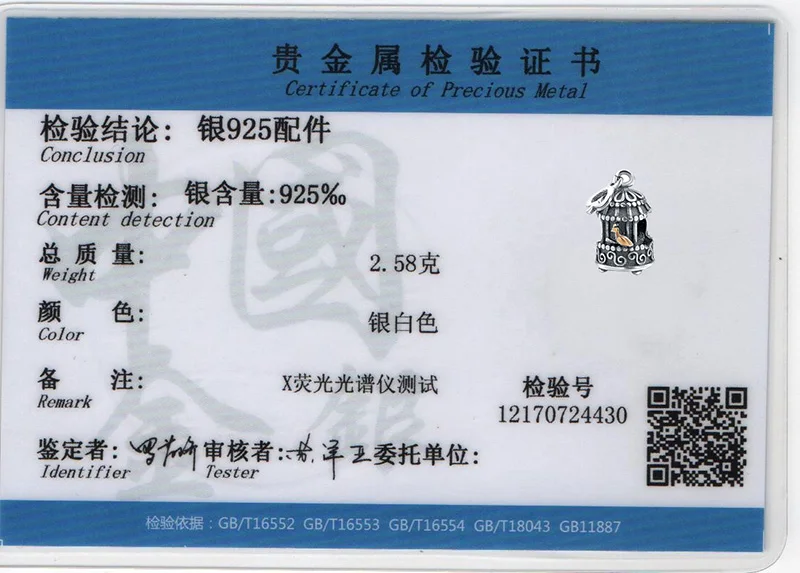 贵金属检验证书
Certificate of Precious Metal
检验结论: 银925配件
Conclusion
含量检测: 银含量:925‰
Content detection
总质量: 2.58克
Weight
颜色: 银白色
Color
备注: X荧光光谱仪测试
Remark
检验号
12170724430
鉴定者: 审核者: 委托单位:
Identifier Tester
检验依据:GB/T16552 GB/T16553 GB/T16554 GB/T18043 GB11887
中國金銀